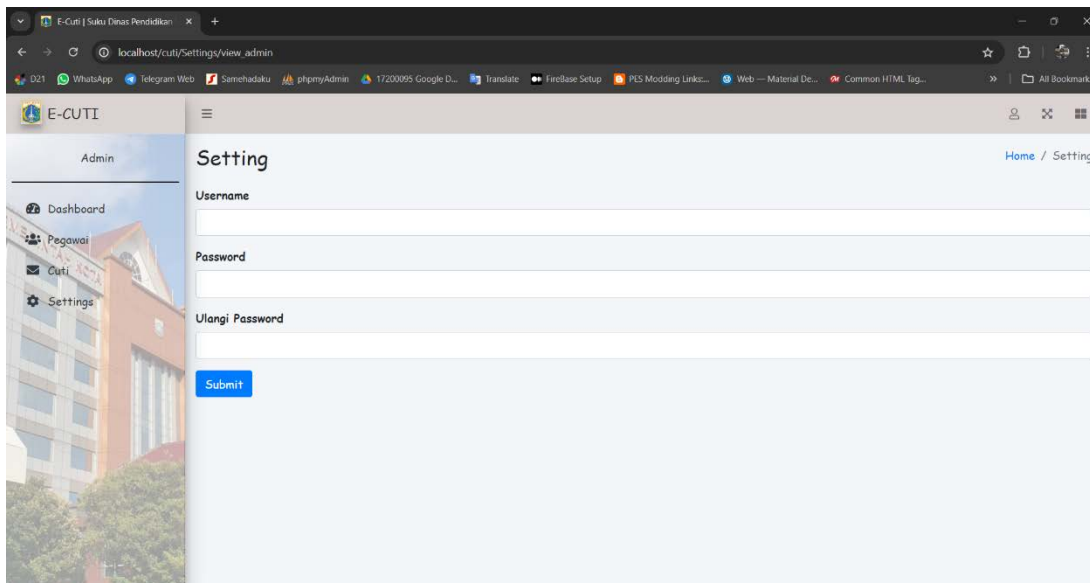 E-Cuti | Suku Dinas Pendidikan
localhost/cuti/Settings/view_admin
021 WhatsApp Telegram Web Samehadaku phpmyAdmin 17200095 Google D... Translate FireBase Setup PES Modding Links:... Web — Material De... Common HTML Tag... » All Bookmark
E-CUTI
Admin
Dashboard
Pegawai
Cuti
Settings
Setting
Home / Setting
Username
Password
Ulangi Password
Submit